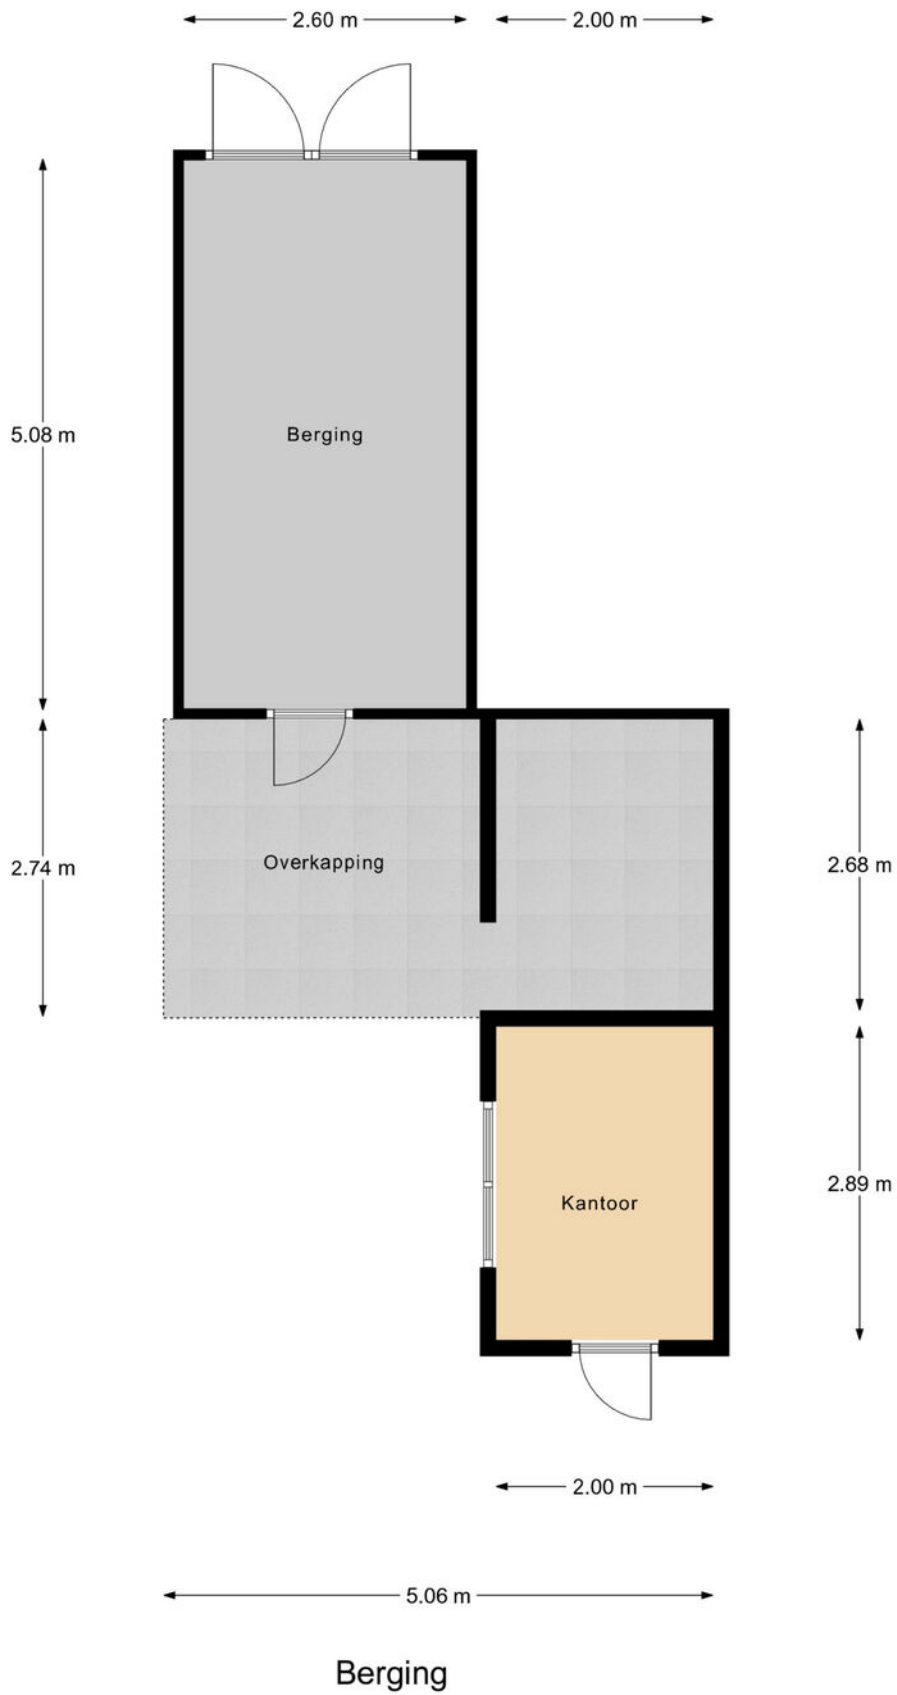 2.60 m
2.00 m
5.08 m
Berging
2.74 m
Overkapping
2.68 m
2.89 m
Kantoor
2.00 m
5.06 m
Berging